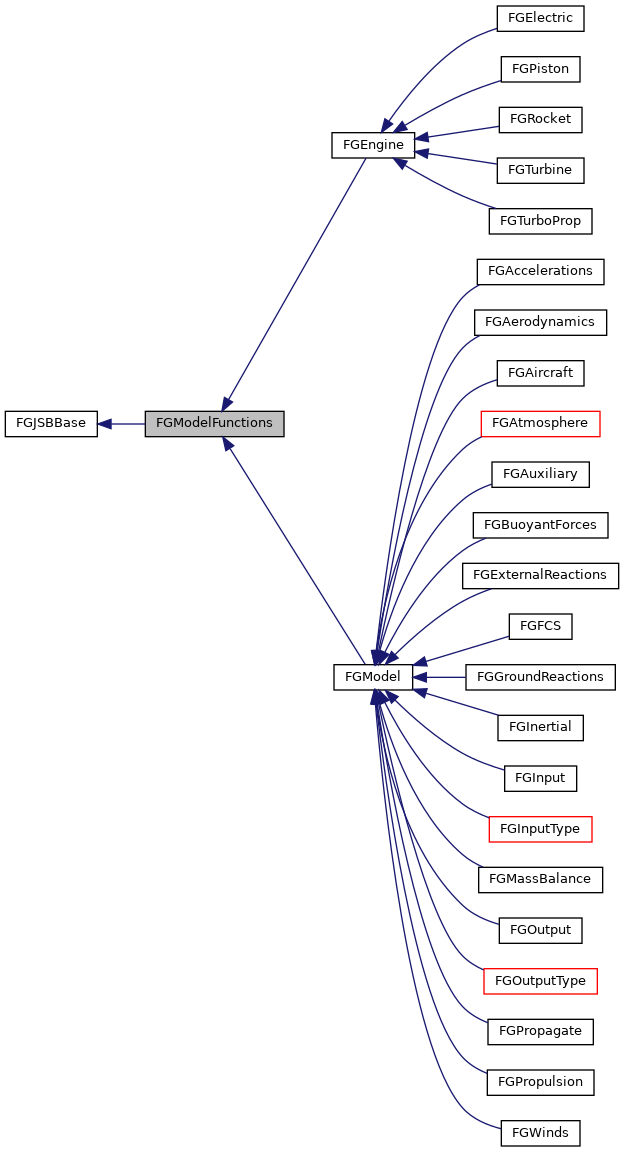 FGElectric
FGPiston
FGRocket
FGEngine
FGTurbine
FGTurboProp
FGAccelerations
FGAerodynamics
FGAircraft
FGJSBBase
FGModelFunctions
FGAtmosphere
FGAuxiliary
FGBuoyantForces
FGExternalReactions
FGFCS
FGModel
FGGroundReactions
FGInertial
FGInput
FGInputType
FGMassBalance
FGOutput
FGOutputType
FGPropagate
FGPropulsion
FGWinds